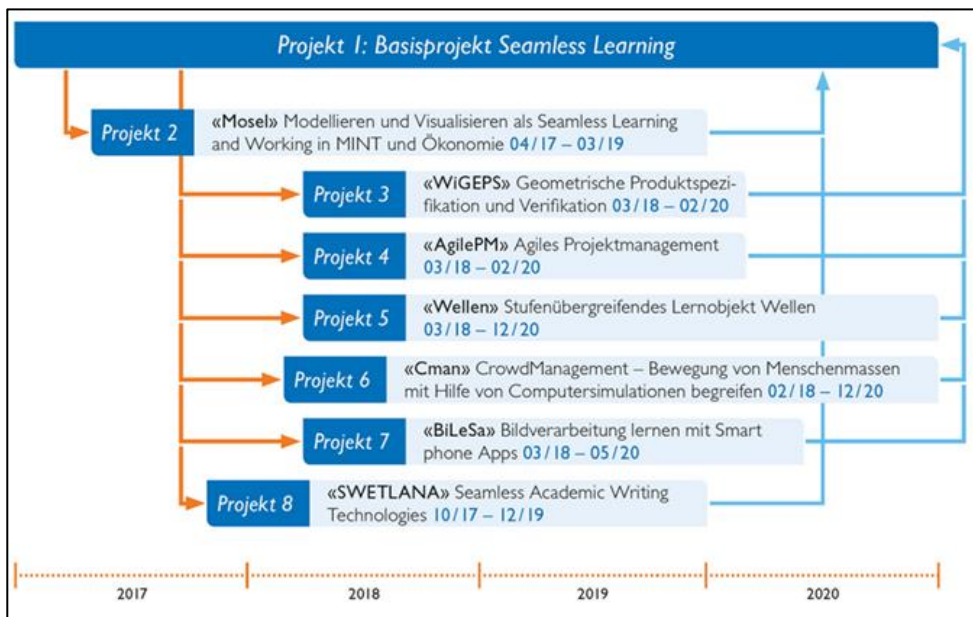 Projekt 1: Basisprojekt Seamless Learning
Projekt 2
«Mosel» Modellieren und Visualisieren als Seamless Learning
and Working in MINT und Ökonomie 04/17 – 03/19
Projekt 3
«WiGEPS» Geometrische Produktspezi-
fikation und Verifikation 03/18 – 02/20
Projekt 4
«AgilePM» Agiles Projektmanagement
03/18 – 02/20
Projekt 5
«Wellen» Stufenübergreifendes Lernobjekt Wellen
03/18 – 12/20
Projekt 6
«Cman» CrowdManagement – Bewegung von Menschenmassen
mit Hilfe von Computersimulationen begreifen 02/18 – 12/20
Projekt 7
«BiLeSa» Bildverarbeitung lernen mit Smart
phone Apps 03/18 – 05/20
Projekt 8
«SWETLANA» Seamless Academic Writing
Technologies 10/17 – 12/19
2017 2018 2019 2020